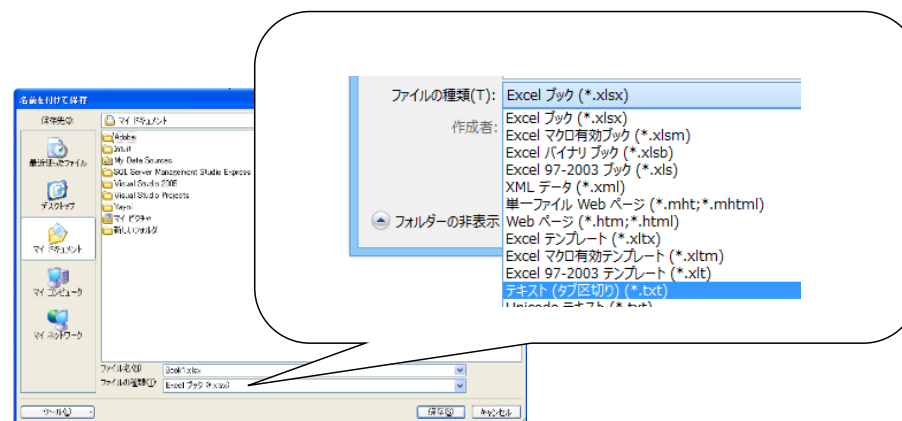 名前を付けて保存
保存先(I):
マイ ドキュメント
Adobe
Intuit
My Data Sources
SQL Server Management Studio Express
Visual Studio 2005
Visual Studio Projects
Yayoi
マイ ピクチャ
新しいフォルダ
最近使ったファイル
デスクトップ
マイ ドキュメント
マイ コンピュータ
マイ ネットワーク
ファイル名(N):
Book1.xlsx
ファイルの種類(T):
Excel ブック (*.xlsx)
ツール(L)
保存(S)
キャンセル
ファイルの種類(T):
Excel ブック (*.xlsx)
作成者:
フォルダーの非表示
Excel ブック (*.xlsx)
Excel マクロ有効ブック (*.xlsm)
Excel バイナリ ブック (*.xlsb)
Excel 97-2003 ブック (*.xls)
XML データ (*.xml)
単一ファイル Web ページ (*.mht;*.mhtml)
Web ページ (*.htm;*.html)
Excel テンプレート (*.xltx)
Excel マクロ有効テンプレート (*.xltm)
Excel 97-2003 テンプレート (*.xlt)
テキスト (タブ区切り) (*.txt)
Unicode テキスト (*.txt)